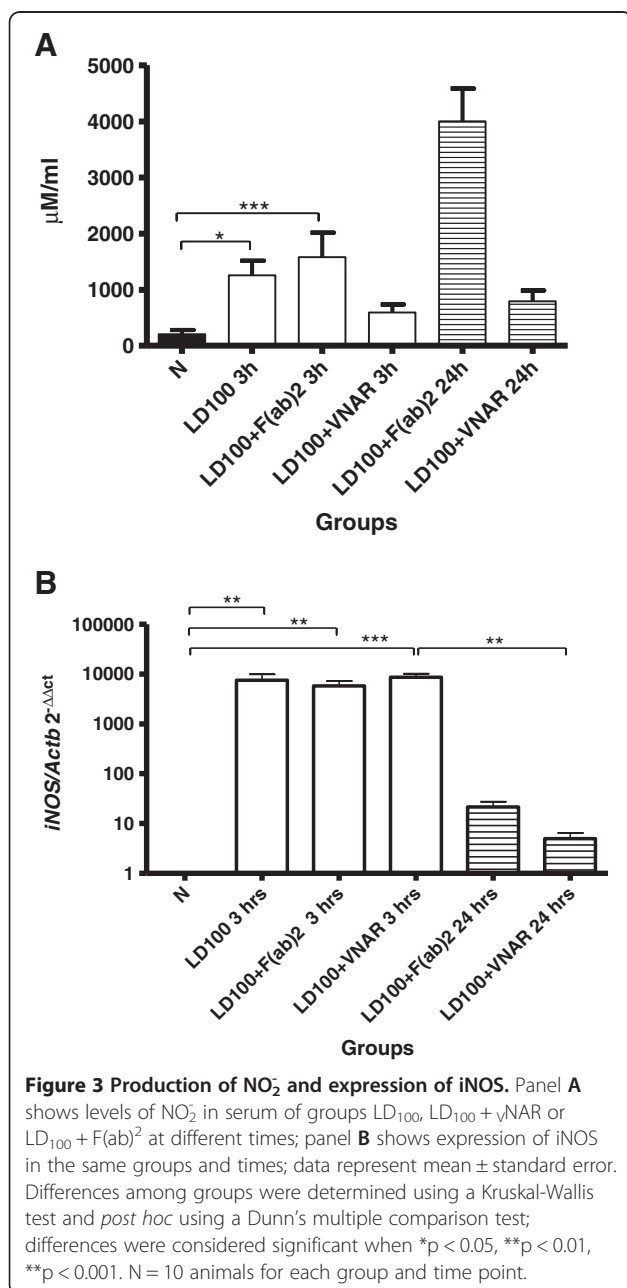 A
5000
4000
3000
2000
1000
0
µM/ml
***
*
N
LD100 3h
LD100+F(ab)2 3h
LD100+VNAR 3h
LD100+F(ab)2 24h
LD100+VNAR 24h
Groups
B
100000
10000
1000
100
10
1
iNOS/Actb 2^-ΔΔct
**
**
***
**
N
LD100 3 hrs
LD100+F(ab)2 3 hrs
LD100+VNAR 3 hrs
LD100+F(ab)2 24 hrs
LD100+VNAR 24 hrs
Groups
Figure 3 Production of NO₂⁻ and expression of iNOS. Panel A
shows levels of NO₂⁻ in serum of groups LD₁₀₀, LD₁₀₀ + ᵥNAR or
LD₁₀₀ + F(ab)² at different times; panel B shows expression of iNOS
in the same groups and times; data represent mean ± standard error.
Differences among groups were determined using a Kruskal-Wallis
test and post hoc using a Dunn's multiple comparison test;
differences were considered significant when *p < 0.05, **p < 0.01,
**p < 0.001. N = 10 animals for each group and time point.